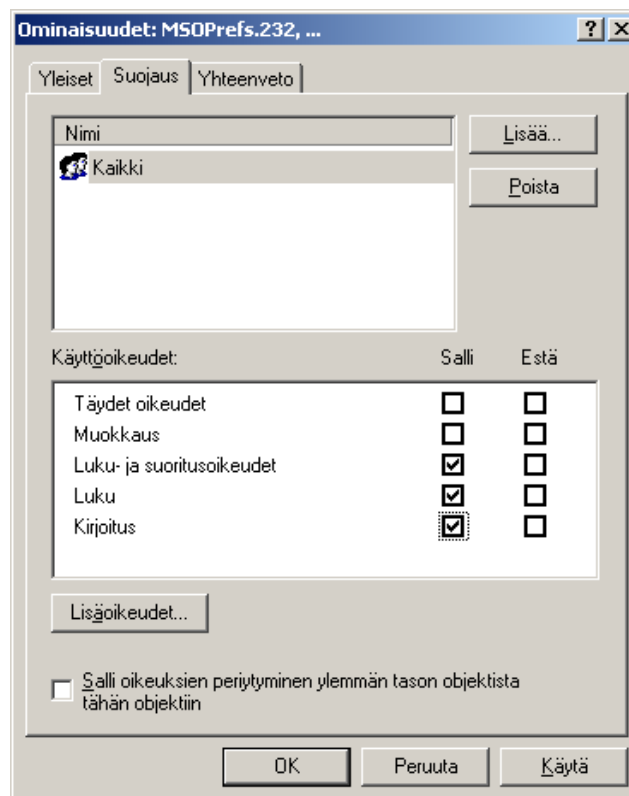 Ominaisuudet: MSOPrefs.232, ...
Yleiset Suojaus Yhteenveto
Nimi
Lisää...
Kaikki
Poista
Käyttöoikeudet: Salli Estä
Täydet oikeudet
Muokkaus
Luku- ja suoritusoikeudet
Luku
Kirjoitus
Lisäoikeudet...
Salli oikeuksien periytyminen ylemmän tason objektista
tähän objektiin
OK Peruuta Käytä